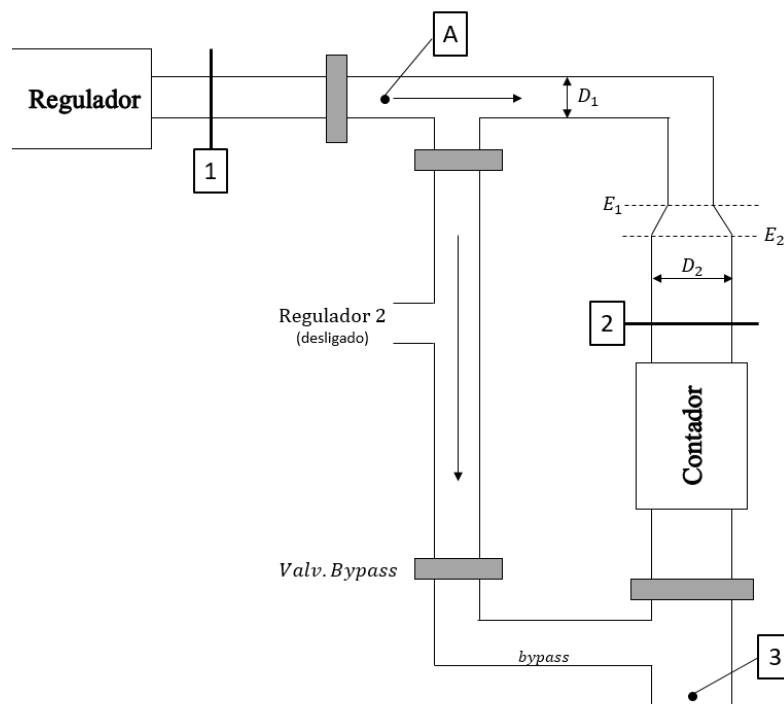 A
Regulador
D₁
1
E₁
E₂
D₂
Regulador 2
(desligado)
2
Contador
Valv. Bypass
bypass
3